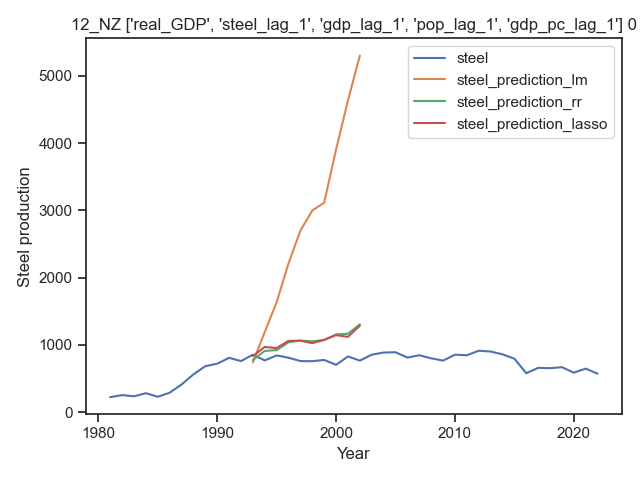 12_NZ ['real_GDP', 'steel_lag_1', 'gdp_lag_1', 'pop_lag_1', 'gdp_pc_lag_1'] 0
steel
steel_prediction_lm
steel_prediction_rr
steel_prediction_lasso
5000
4000
3000
2000
1000
0
Steel production
1980 1990 2000 2010 2020
Year